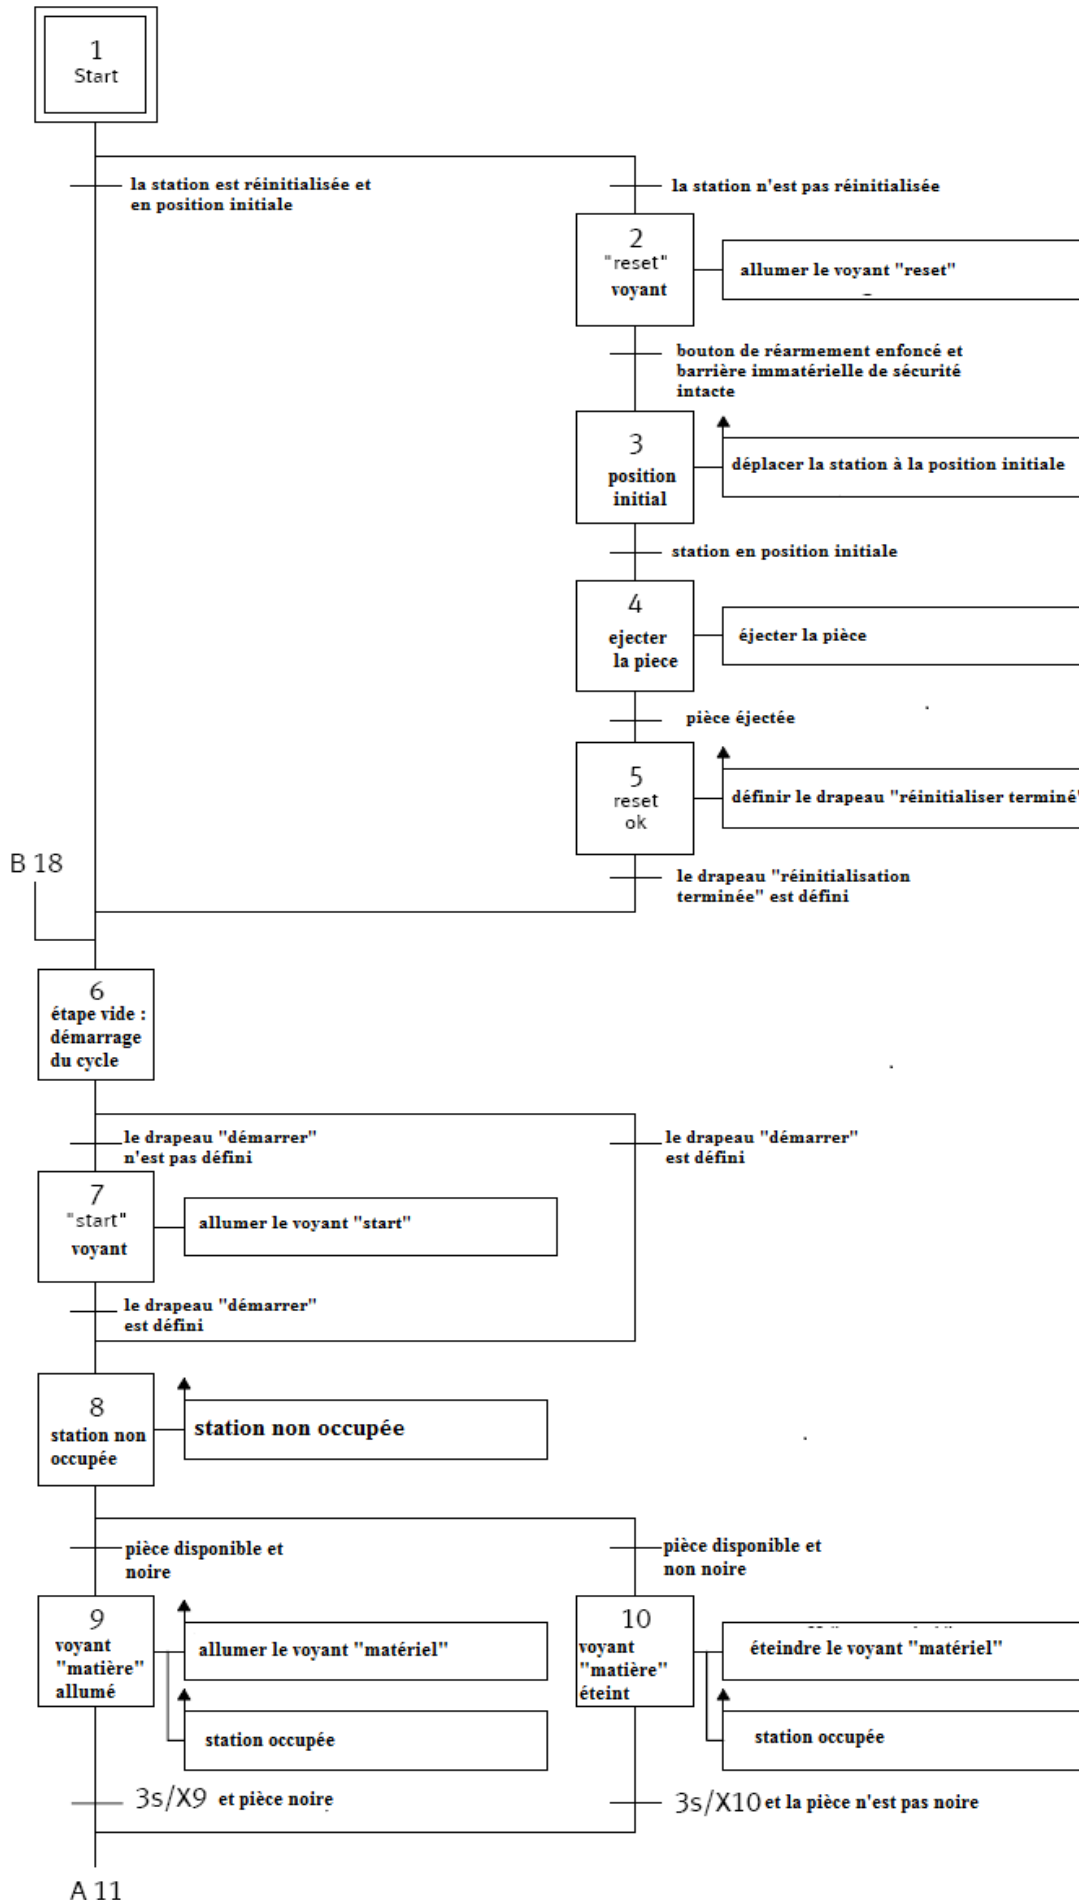 1
Start
la station est réinitialisée et
en position initiale
la station n'est pas réinitialisée
2
"reset"
voyant
allumer le voyant "reset"
bouton de réarmement enfoncé et
barrière immatérielle de sécurité
intacte
3
position
initial
déplacer la station à la position initiale
station en position initiale
4
ejecter
la piece
éjecter la pièce
pièce éjectée
5
reset
ok
définir le drapeau "réinitialiser terminé"
B 18
le drapeau "réinitialisation
terminée" est défini
6
étape vide :
démarrage
du cycle
le drapeau "démarrer"
n'est pas défini
le drapeau "démarrer"
est défini
7
"start"
voyant
allumer le voyant "start"
le drapeau "démarrer"
est défini
8
station non
occupée
station non occupée
pièce disponible et
noire
pièce disponible et
non noire
9
voyant
"matière"
allumé
allumer le voyant "matériel"
station occupée
10
voyant
"matière"
éteint
éteindre le voyant "matériel"
station occupée
3s/X9 et pièce noire
3s/X10 et la pièce n'est pas noire
A 11